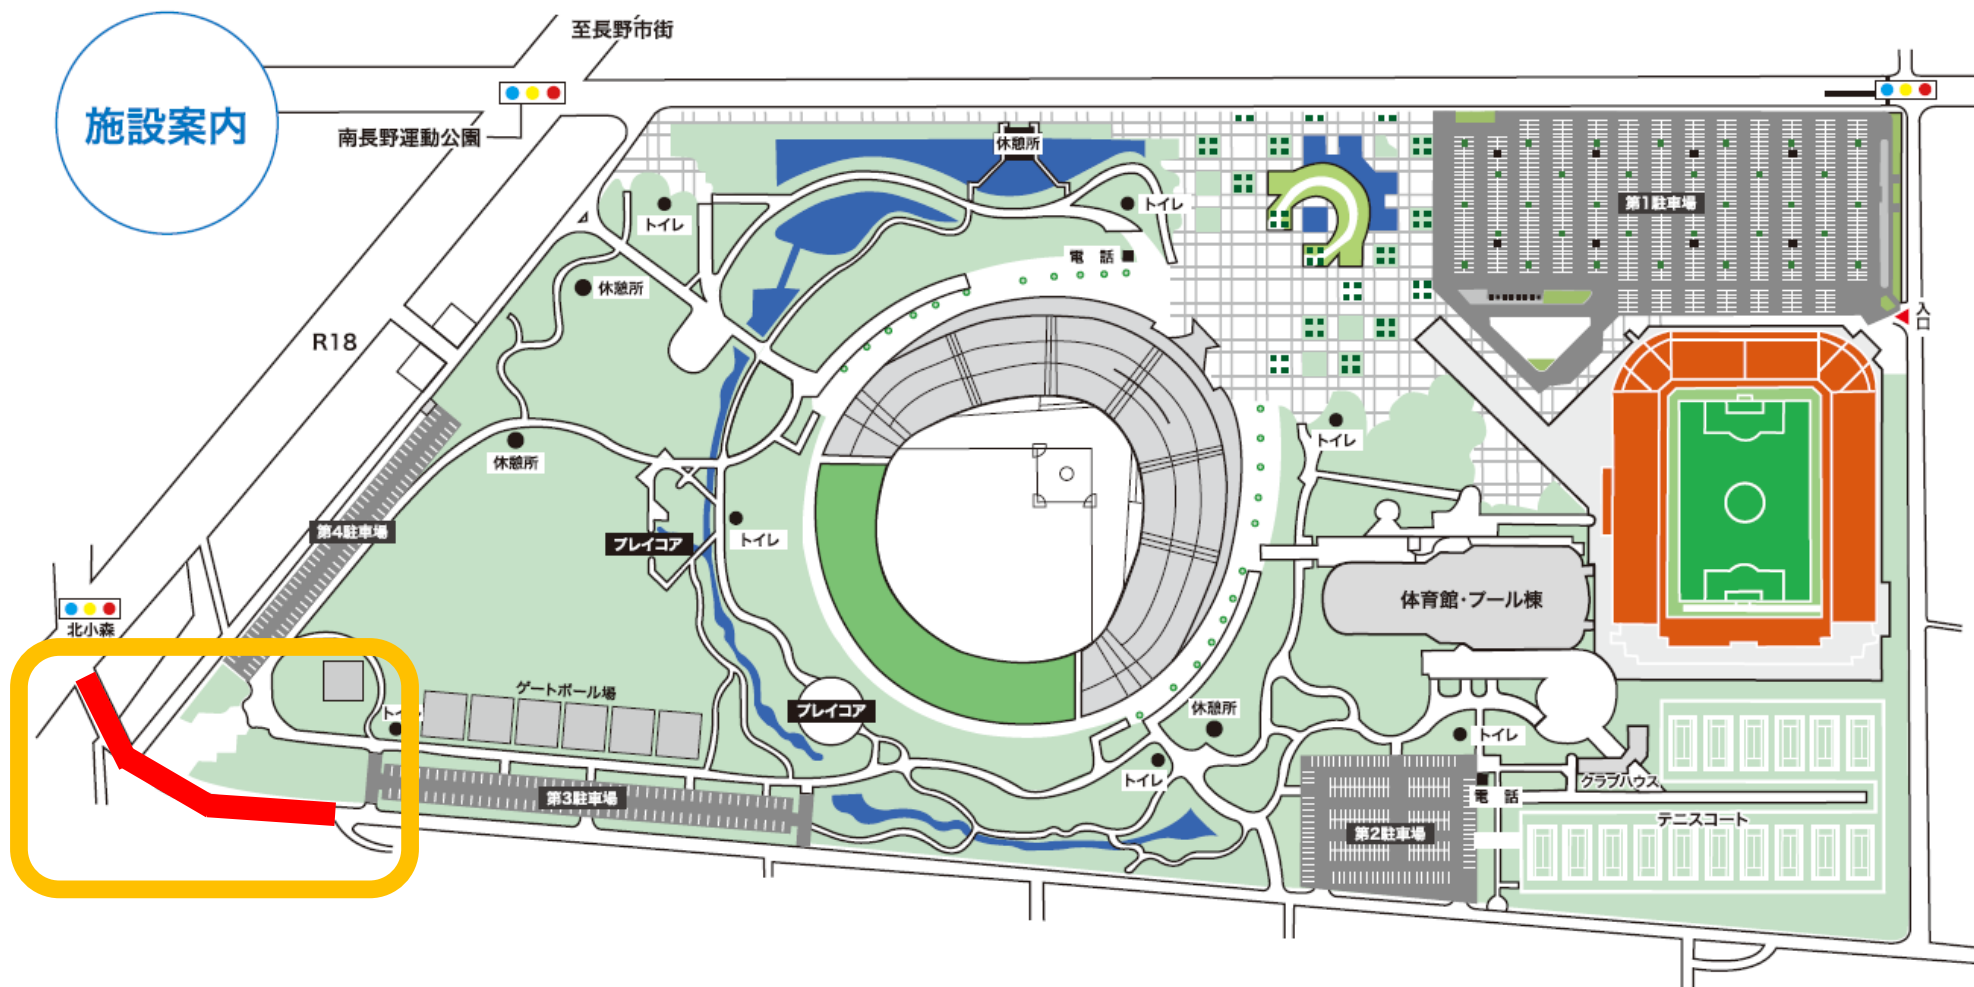 至長野市街
施設案内
南長野運動公園
休憩所
トイレ
トイレ
第1駐車場
電話
休憩所
入口
R18
トイレ
休憩所
第4駐車場
プレイコア
トイレ
体育館・プール棟
北小森
ゲートボール場
トイレ
プレイコア
休憩所
トイレ
トイレ
クラブハウス
電話
第3駐車場
テニスコート
第2駐車場